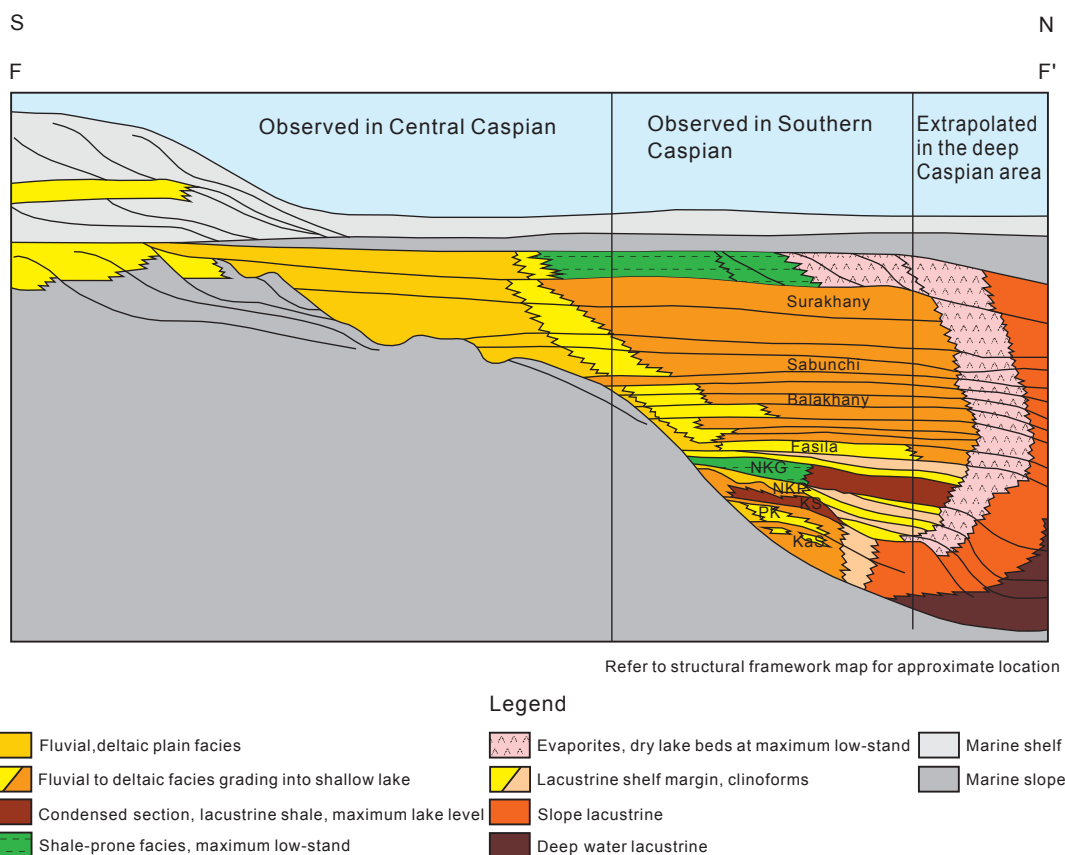 S
N
F
F'
Observed in Central Caspian
Observed in Southern
Caspian
Extrapolated
in the deep
Caspian area
Surakhany
Sabunchi
Balakhany
Fasila
NKG
NKP
KS
PK
KaS
Refer to structural framework map for approximate location
Legend
Fluvial,deltaic plain facies
Evaporites, dry lake beds at maximum low-stand
Marine shelf
Fluvial to deltaic facies grading into shallow lake
Lacustrine shelf margin, clinoforms
Marine slope
Condensed section, lacustrine shale, maximum lake level
Slope lacustrine
Shale-prone facies, maximum low-stand
Deep water lacustrine